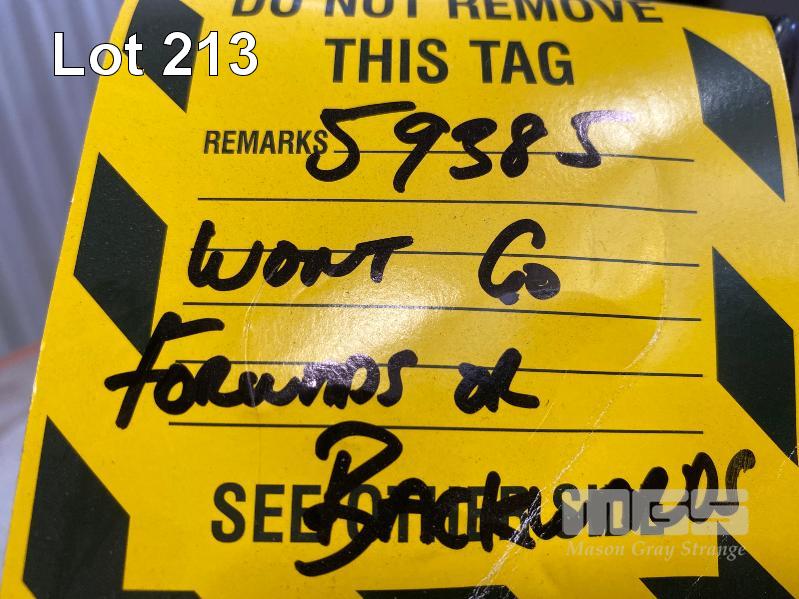 Lot 213
DO NOT REMOVE
THIS TAG
REMARKS 59385
WONT GO
FORWARDS OR
BACKWARDS
SEE OTHER SIDE
Mason Gray Strange